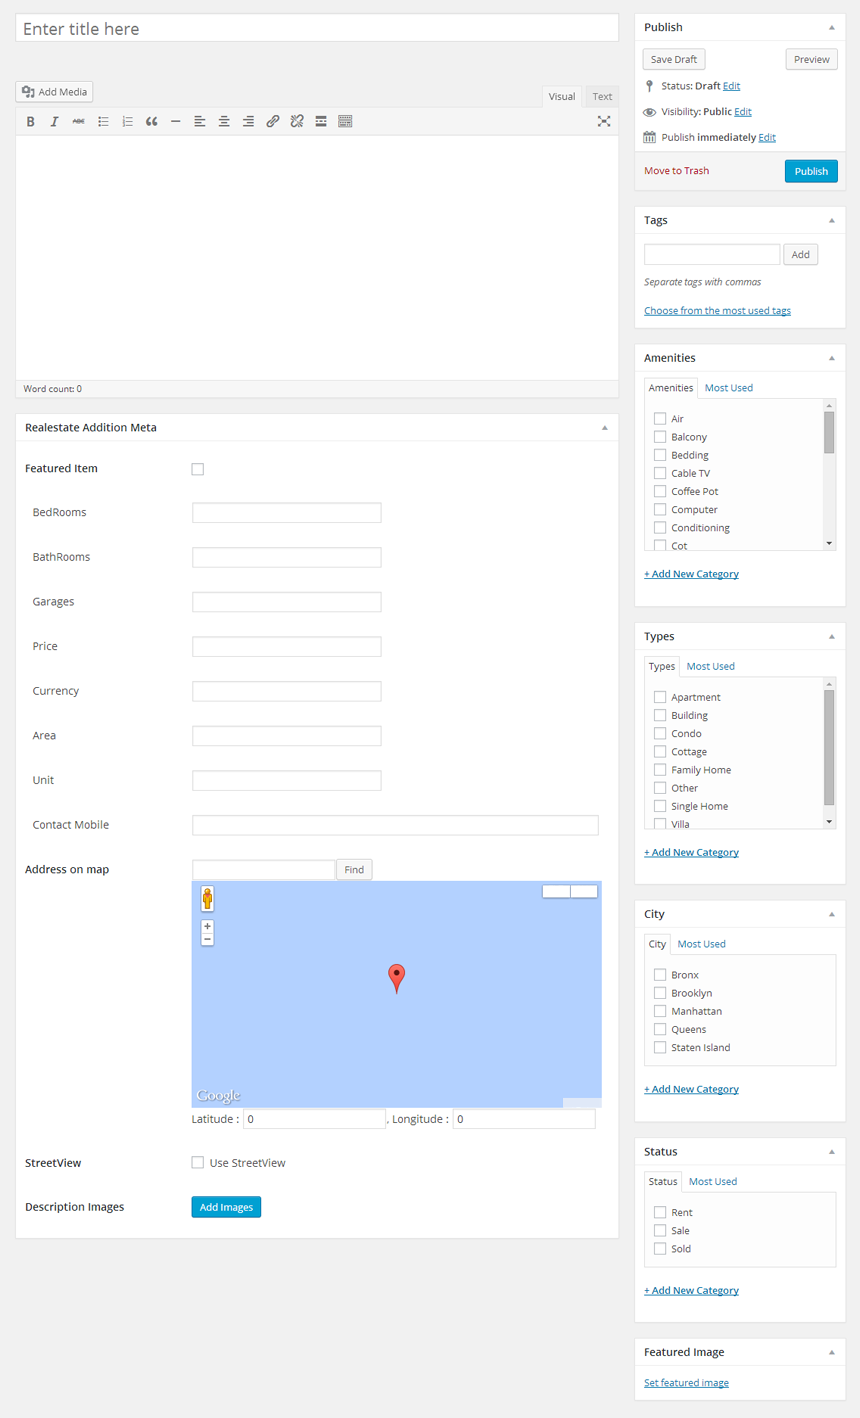 Enter title here
Add Media
Visual
Text
B I ABC
Word count: 0
Realestate Addition Meta
Featured Item
BedRooms
BathRooms
Garages
Price
Currency
Area
Unit
Contact Mobile
Address on map
Find
+
−
Google
Latitude : 0 , Longitude : 0
StreetView
Use StreetView
Description Images
Add Images
Publish
Save Draft
Preview
Status: Draft Edit
Visibility: Public Edit
Publish immediately Edit
Move to Trash
Publish
Tags
Add
Separate tags with commas
Choose from the most used tags
Amenities
Amenities
Most Used
Air
Balcony
Bedding
Cable TV
Coffee Pot
Computer
Conditioning
Cot
+ Add New Category
Types
Types
Most Used
Apartment
Building
Condo
Cottage
Family Home
Other
Single Home
Villa
+ Add New Category
City
City
Most Used
Bronx
Brooklyn
Manhattan
Queens
Staten Island
+ Add New Category
Status
Status
Most Used
Rent
Sale
Sold
+ Add New Category
Featured Image
Set featured image